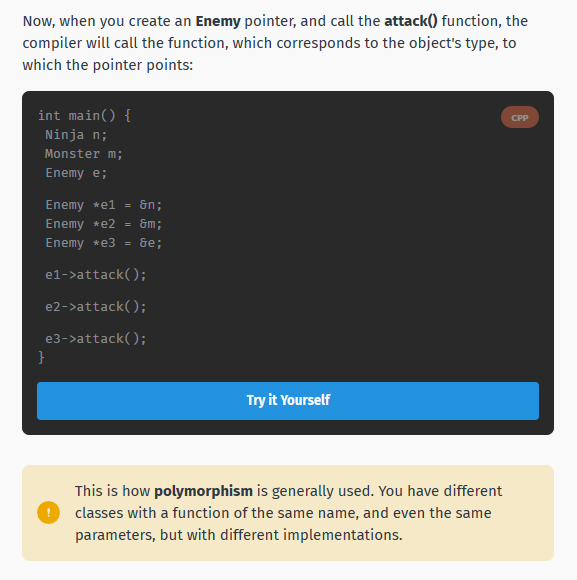 Now, when you create an Enemy pointer, and call the attack() function, the
compiler will call the function, which corresponds to the object's type, to
which the pointer points:
int main() {
CPP
Ninja n;
Monster m;
Enemy e;
Enemy *e1 = &n;
Enemy *e2 = &m;
Enemy *e3 = &e;
e1->attack();
e2->attack();
e3->attack();
}
Try it Yourself
!
This is how polymorphism is generally used. You have different
classes with a function of the same name, and even the same
parameters, but with different implementations.